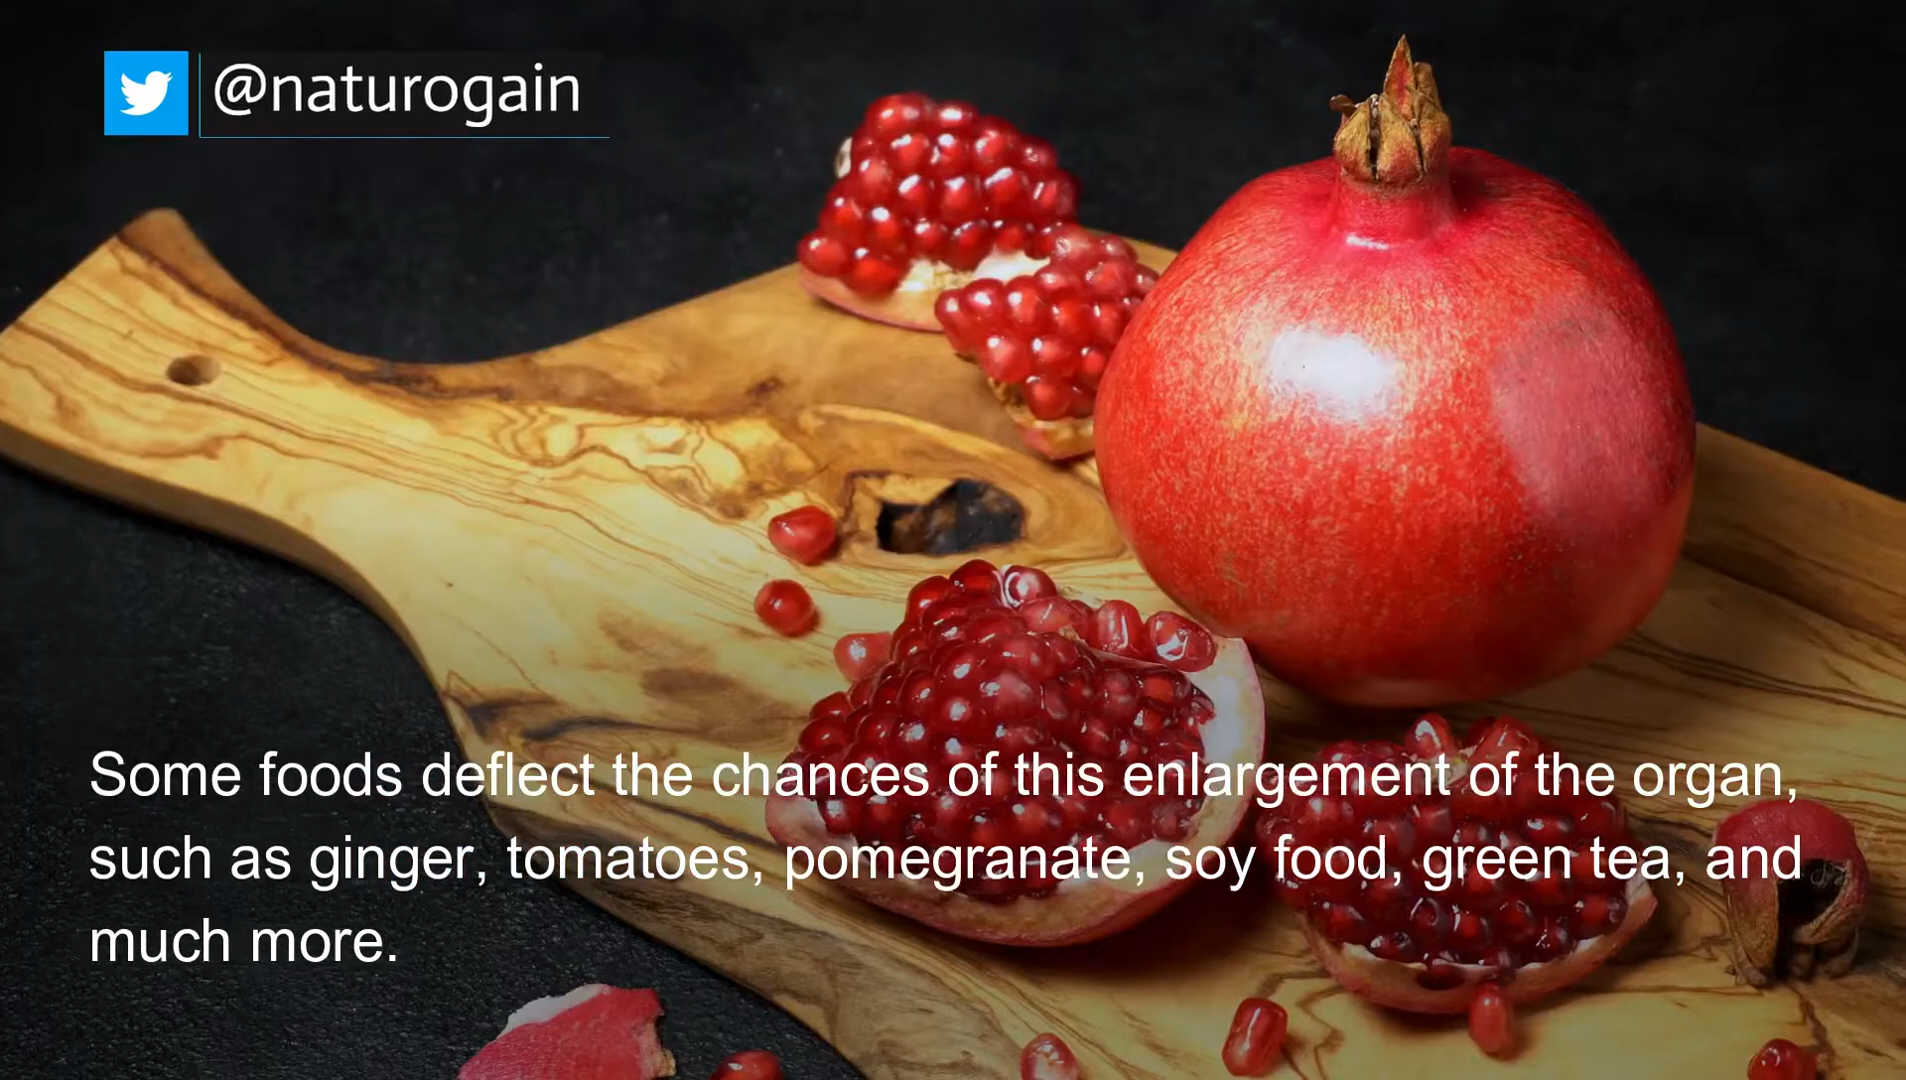 @naturogain
Some foods deflect the chances of this enlargement of the organ,
such as ginger, tomatoes, pomegranate, soy food, green tea, and
much more.